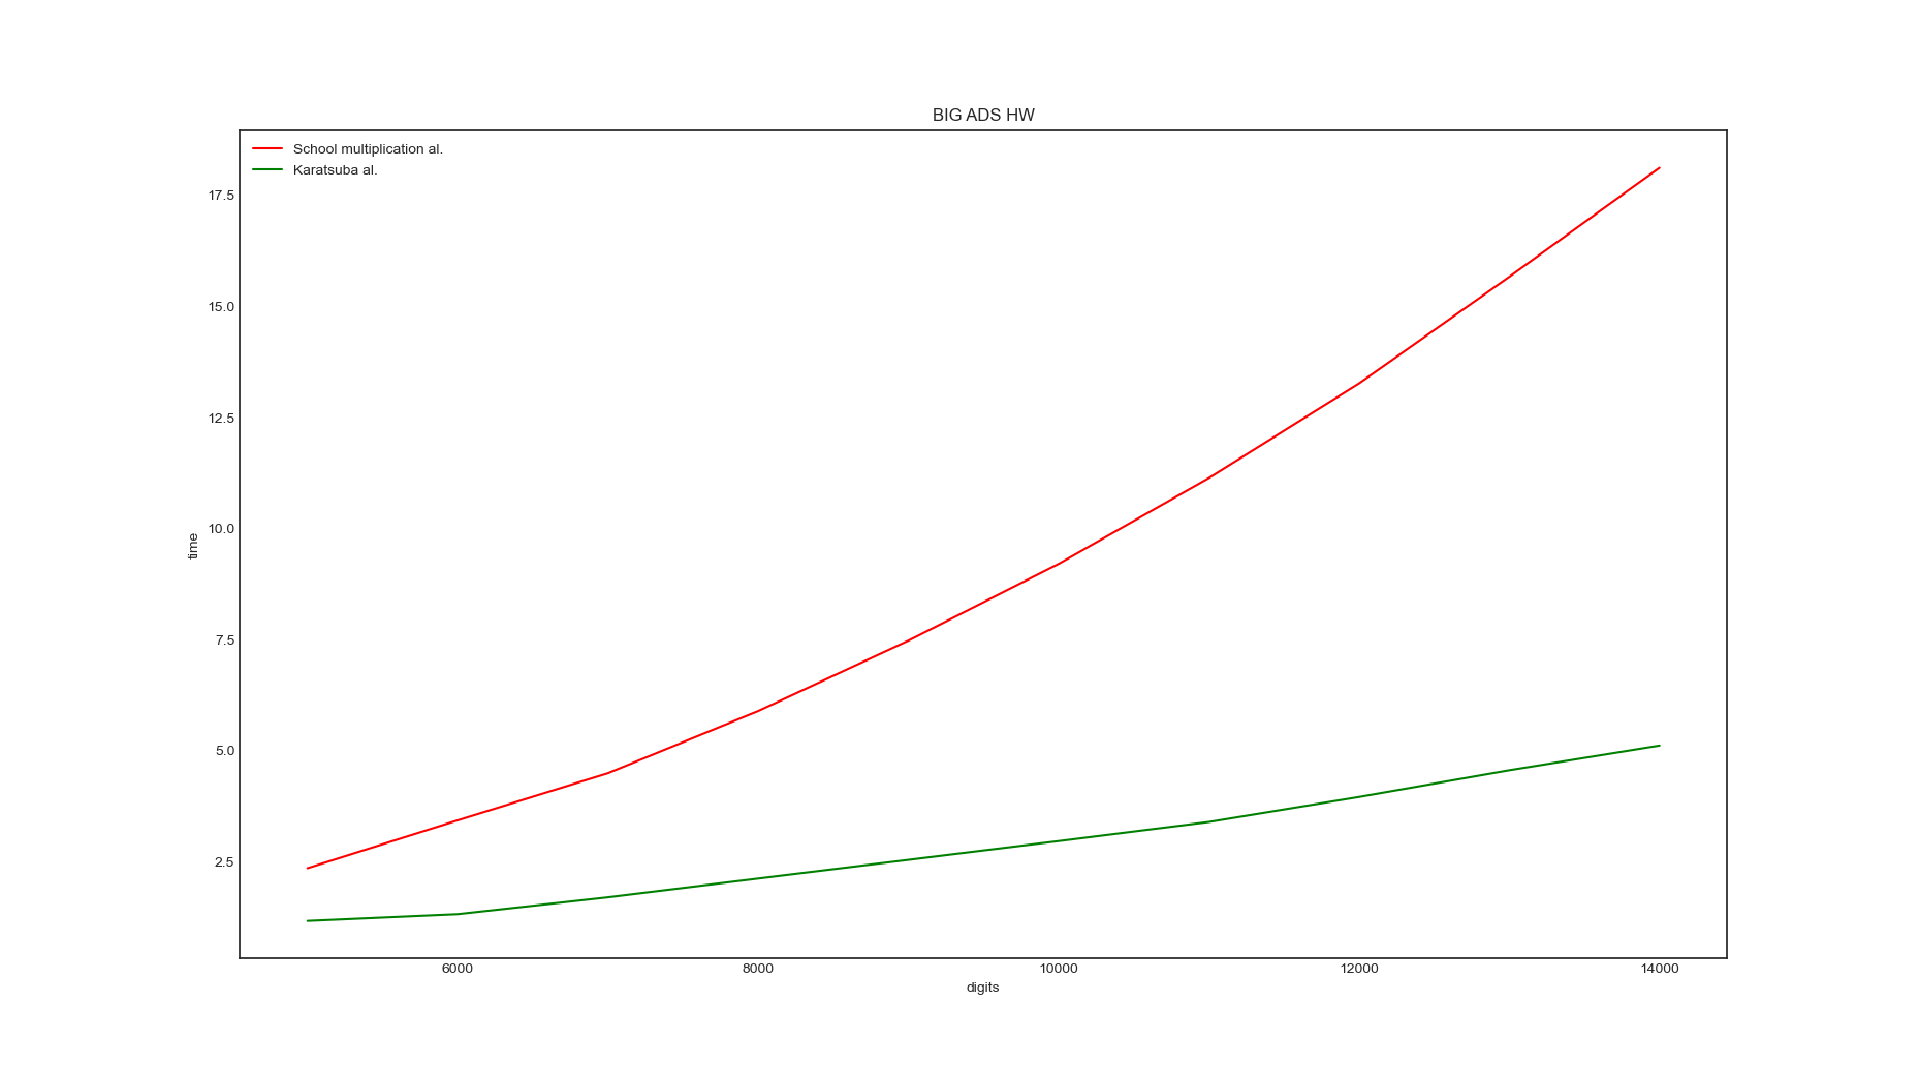 BIG ADS HW
School multiplication al.
Karatsuba al.
17.5
15.0
12.5
10.0
7.5
5.0
2.5
time
6000
8000
10000
12000
14000
digits